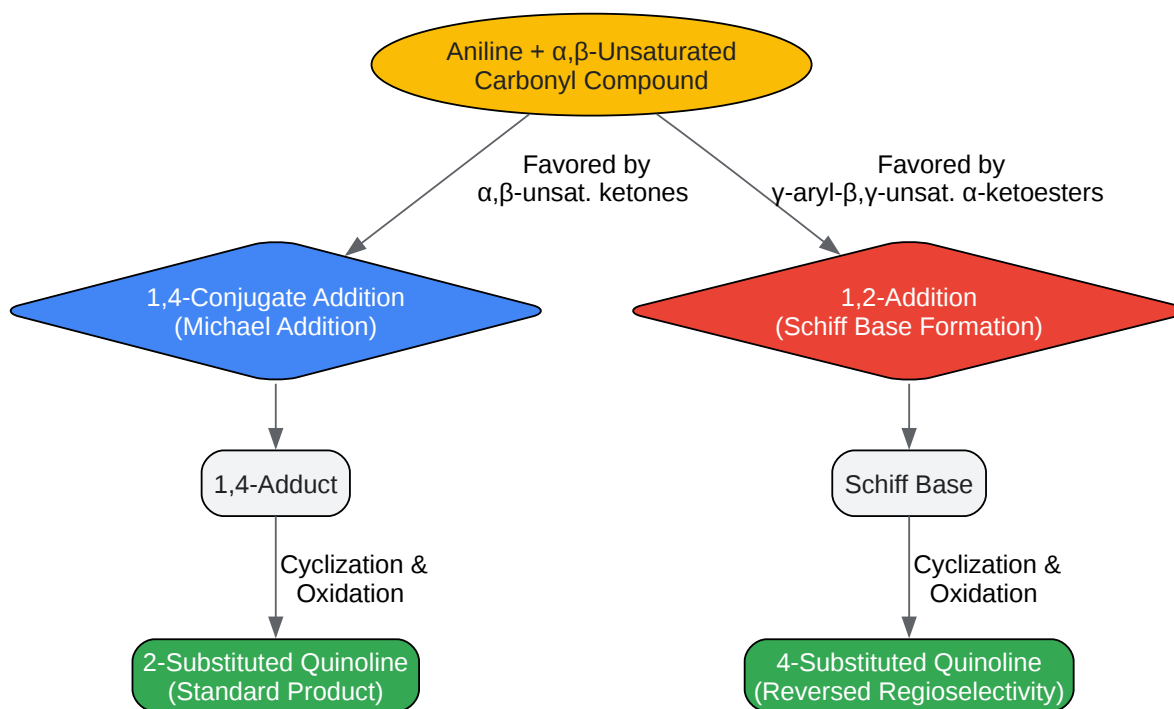 Aniline + α,β-Unsaturated
Carbonyl Compound
Favored by
α,β-unsat. ketones
Favored by
γ-aryl-β,γ-unsat. α-ketoesters
1,4-Conjugate Addition
(Michael Addition)
1,2-Addition
(Schiff Base Formation)
1,4-Adduct
Schiff Base
Cyclization &
Oxidation
Cyclization &
Oxidation
2-Substituted Quinoline
(Standard Product)
4-Substituted Quinoline
(Reversed Regioselectivity)